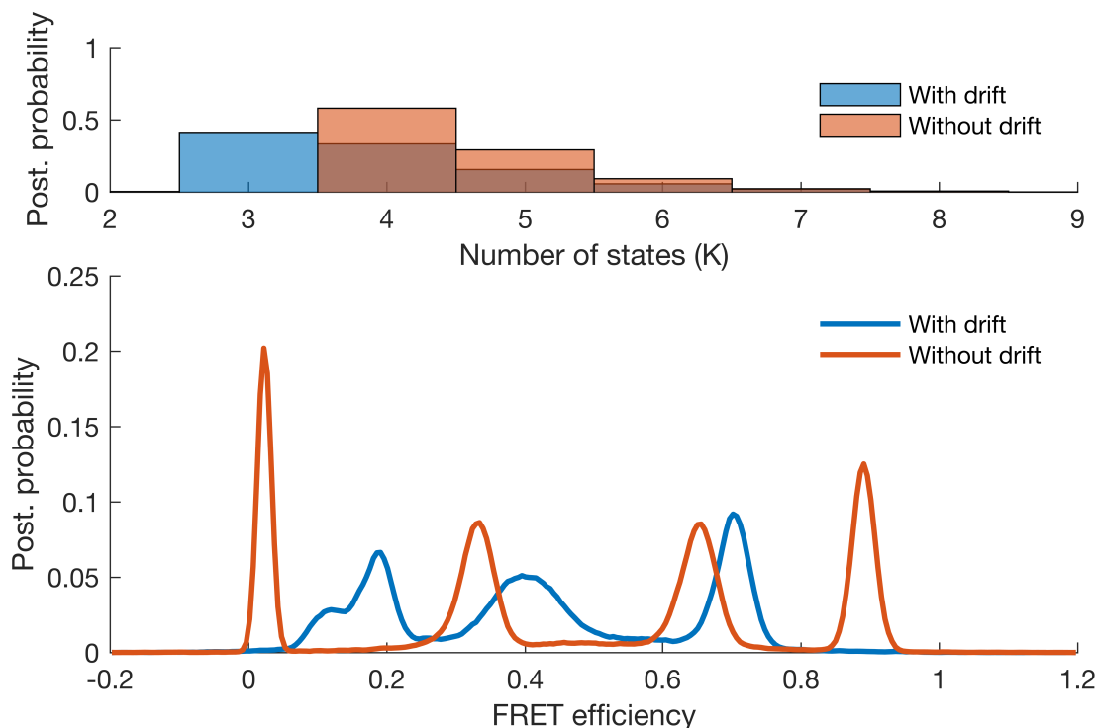 Post. probability
1
0.5
0
2 3 4 5 6 7 8 9
Number of states (K)
With drift
Without drift
Post. probability
0.25
0.2
0.15
0.1
0.05
0
-0.2 0 0.2 0.4 0.6 0.8 1 1.2
FRET efficiency
With drift
Without drift